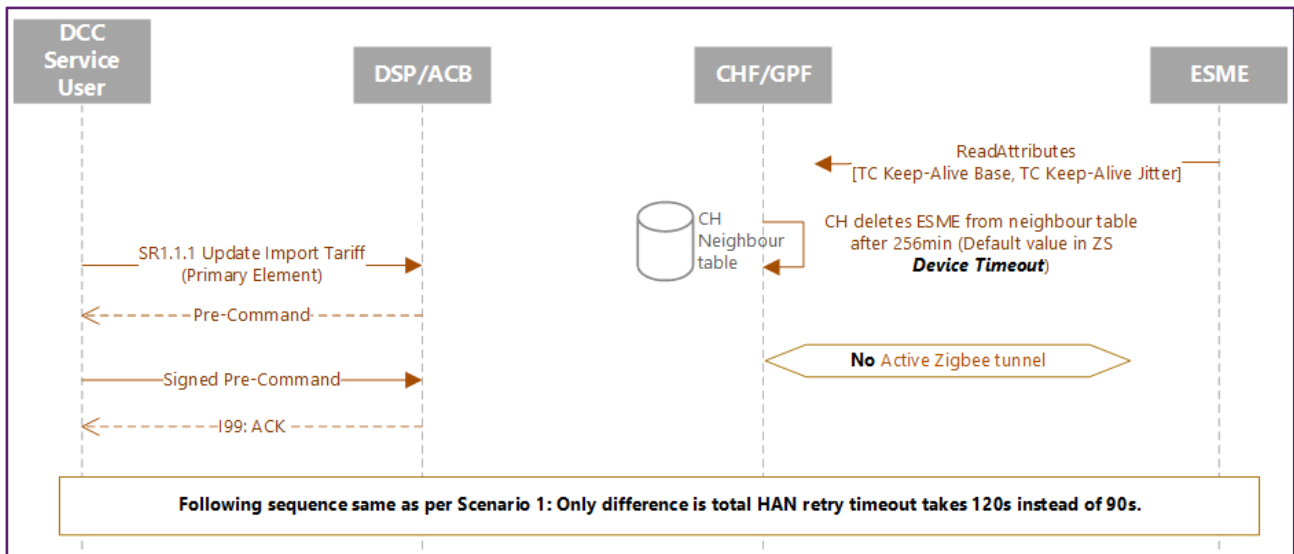 DCC
Service
User
DSP/ACB
CHF/GPF
ESME
ReadAttributes
[TC Keep-Alive Base, TC Keep-Alive Jitter]
CH
Neighbour
table
CH deletes ESME from neighbour table
after 256min (Default value in ZS
Device Timeout)
SR1.1.1 Update Import Tariff
(Primary Element)
Pre-Command
No Active Zigbee tunnel
Signed Pre-Command
I99: ACK
Following sequence same as per Scenario 1: Only difference is total HAN retry timeout takes 120s instead of 90s.